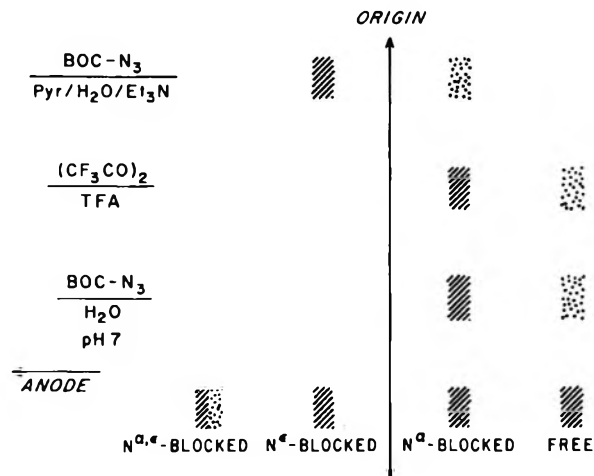 ORIGIN
BOC-N3
Pyr/H2O/Et3N
(CF3CO)2
TFA
BOC-N3
H2O
pH 7
ANODE
Nα,ε-BLOCKED Nε-BLOCKED Nα-BLOCKED FREE